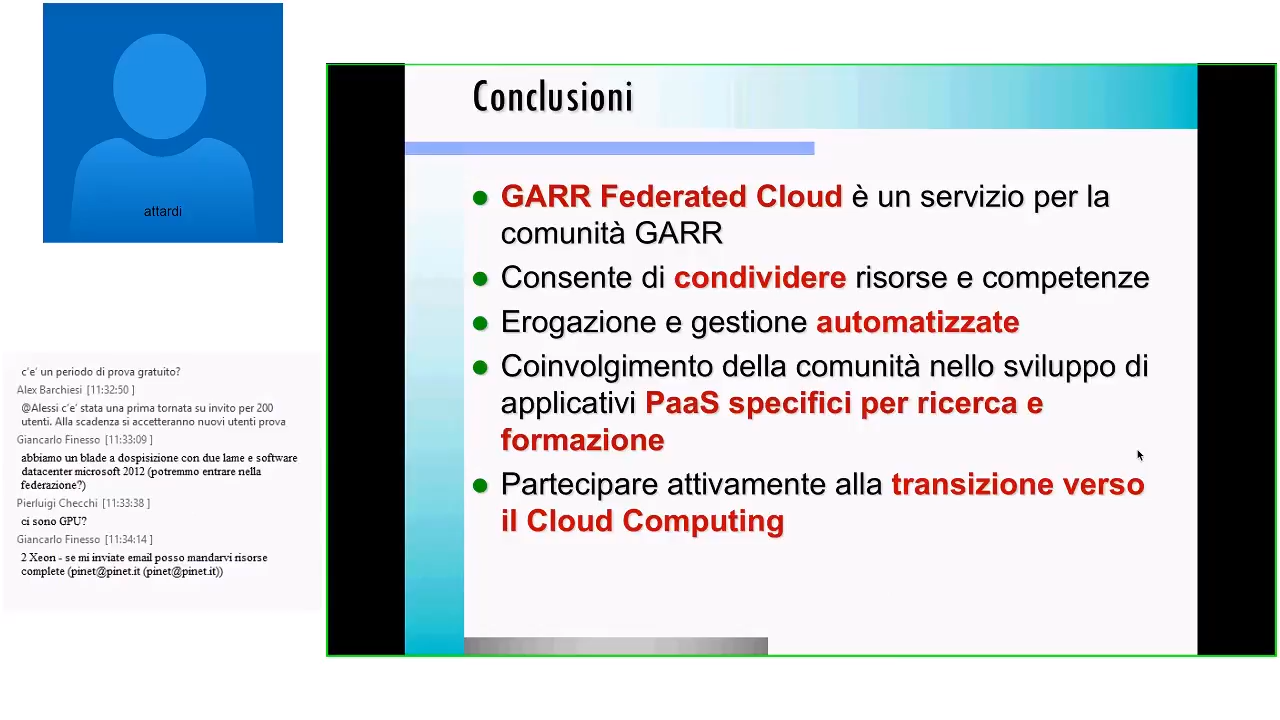 attardi
c'e' un periodo di prova gratuito?
Alex Barchiesi [11:32:50 ]
@Alessi c'e' stata una prima tornata su invito per 200
utenti. Alla scadenza si accetteranno nuovi utenti prova
Giancarlo Finesso [11:33:09 ]
abbiamo un blade a dospisizione con due lame e software
datacenter microsoft 2012 (potremmo entrare nella
federazione?)
Pierluigi Checchi [11:33:38 ]
ci sono GPU?
Giancarlo Finesso [11:34:14 ]
2 Xeon - se mi inviate email posso mandarvi risorse
complete (pinet@pinet.it (pinet@pinet.it))
Conclusioni
● GARR Federated Cloud è un servizio per la
comunità GARR
● Consente di condividere risorse e competenze
● Erogazione e gestione automatizzate
● Coinvolgimento della comunità nello sviluppo di
applicativi PaaS specifici per ricerca e
formazione
● Partecipare attivamente alla transizione verso
il Cloud Computing